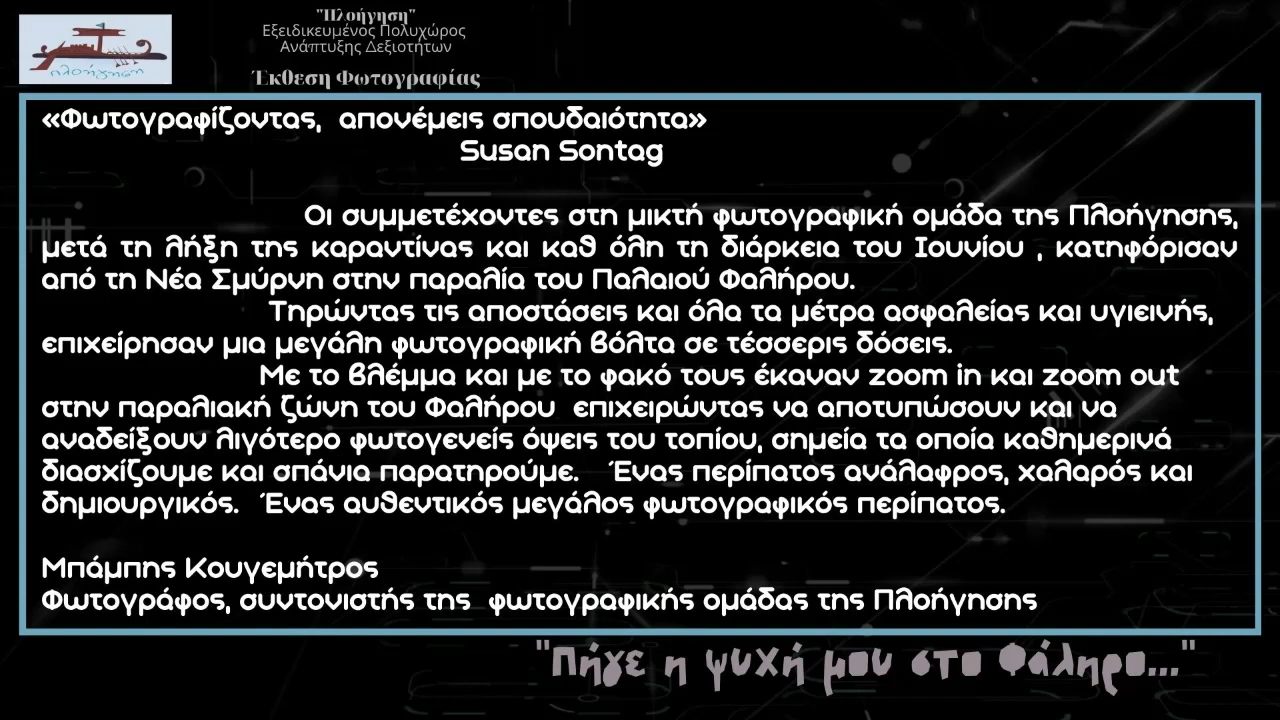 "Πλοήγηση"
Εξειδικευμένος Πολυχώρος
Ανάπτυξης Δεξιοτήτων
Έκθεση Φωτογραφίας
πλοήγηση
«Φωτογραφίζοντας, απονέμεις σπουδαιότητα»
Susan Sontag
Οι συμμετέχοντες στη μικτή φωτογραφική ομάδα της Πλοήγησης,
μετά τη λήξη της καραντίνας και καθ όλη τη διάρκεια του Ιουνίου , κατηφόρισαν
από τη Νέα Σμύρνη στην παραλία του Παλαιού Φαλήρου.
Τηρώντας τις αποστάσεις και όλα τα μέτρα ασφαλείας και υγιεινής,
επιχείρησαν μια μεγάλη φωτογραφική βόλτα σε τέσσερις δόσεις.
Με το βλέμμα και με το φακό τους έκαναν zoom in και zoom out
στην παραλιακή ζώνη του Φαλήρου επιχειρώντας να αποτυπώσουν και να
αναδείξουν λιγότερο φωτογενείς όψεις του τοπίου, σημεία τα οποία καθημερινά
διασχίζουμε και σπάνια παρατηρούμε. Ένας περίπατος ανάλαφρος, χαλαρός και
δημιουργικός. Ένας αυθεντικός μεγάλος φωτογραφικός περίπατος.
Μπάμπης Κουγεμήτρος
Φωτογράφος, συντονιστής της φωτογραφικής ομάδας της Πλοήγησης
"Πήγε η ψυχή μου στο Φάληρο..."